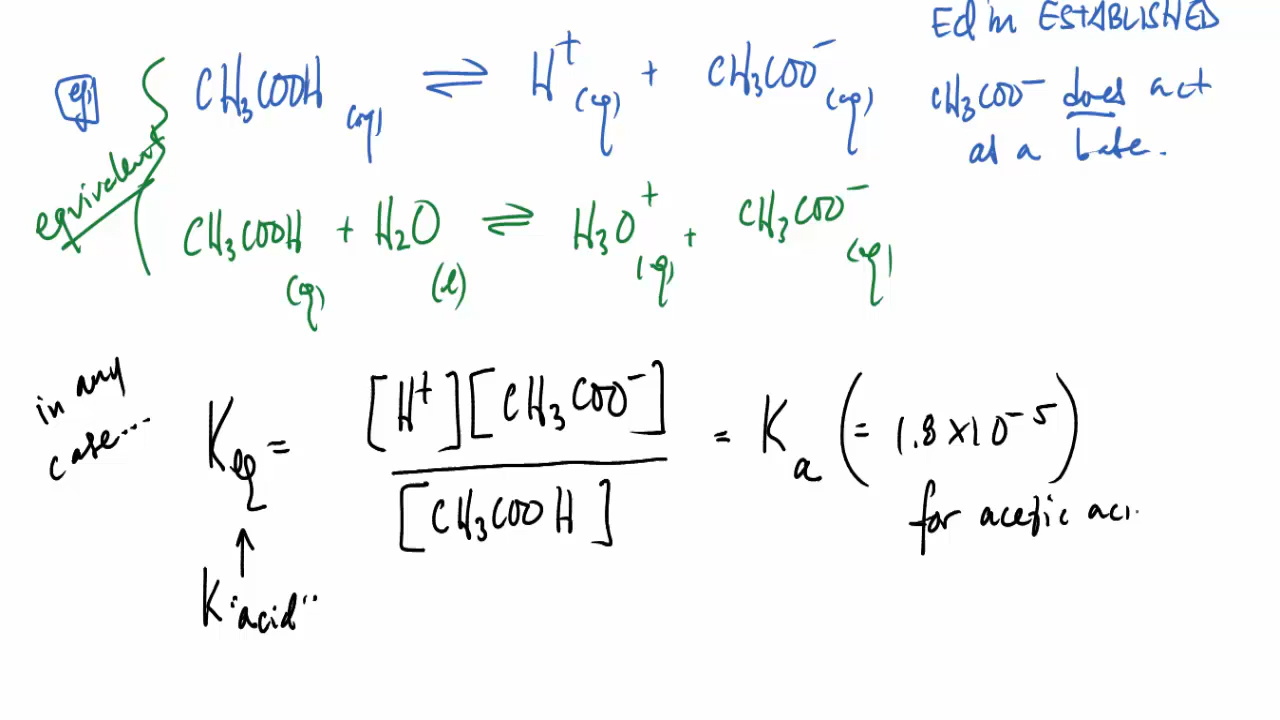 Eq'm ESTABLISHED
CH₃COO⁻ does act
as a base.
eg)
CH₃COOH (aq) ⇌ H⁺ (aq) + CH₃COO⁻ (aq)
equivalent
CH₃COOH (aq) + H₂O (l) ⇌ H₃O⁺ (aq) + CH₃COO⁻ (aq)
in any
case...
Keq = [H⁺][CH₃COO⁻] / [CH₃COOH] = Ka (= 1.8 x 10⁻⁵)
for acetic aci
↑
K "acid"